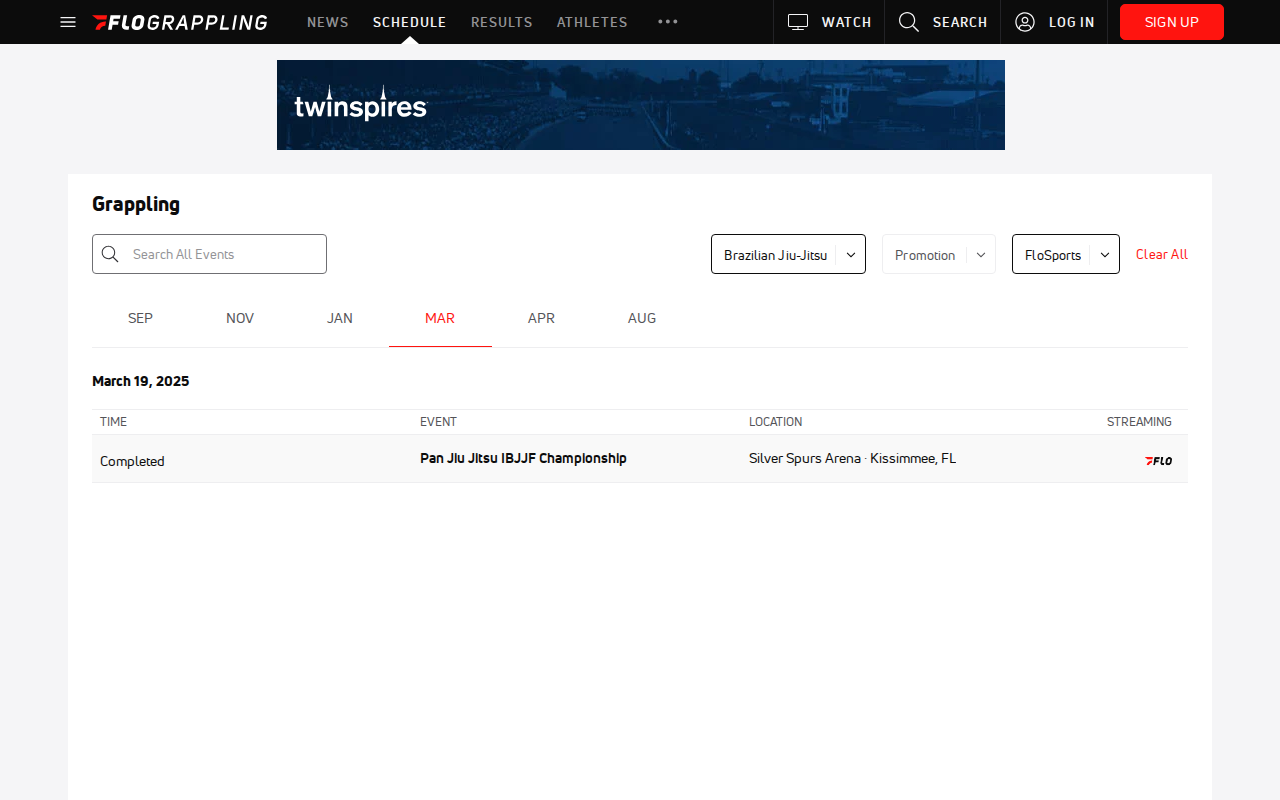 FLOGRAPPLING NEWS SCHEDULE RESULTS ATHLETES WATCH SEARCH LOG IN SIGN UP
twinspires
Grappling
Search All Events Brazilian Jiu-Jitsu Promotion FloSports Clear All
SEP NOV JAN MAR APR AUG
March 19, 2025
TIME EVENT LOCATION STREAMING
Completed Pan Jiu Jitsu IBJJF Championship Silver Spurs Arena · Kissimmee, FL FLO